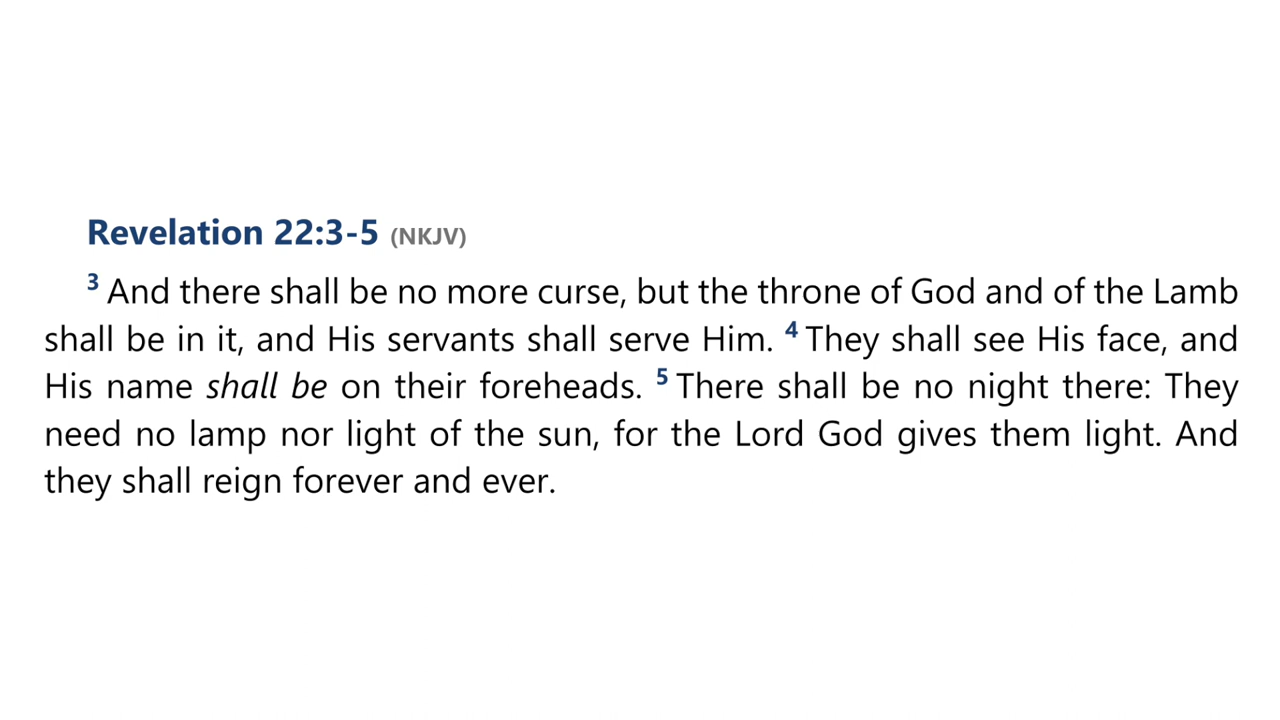 Revelation 22:3-5 (NKJV)
3 And there shall be no more curse, but the throne of God and of the Lamb
shall be in it, and His servants shall serve Him. 4 They shall see His face, and
His name shall be on their foreheads. 5 There shall be no night there: They
need no lamp nor light of the sun, for the Lord God gives them light. And
they shall reign forever and ever.